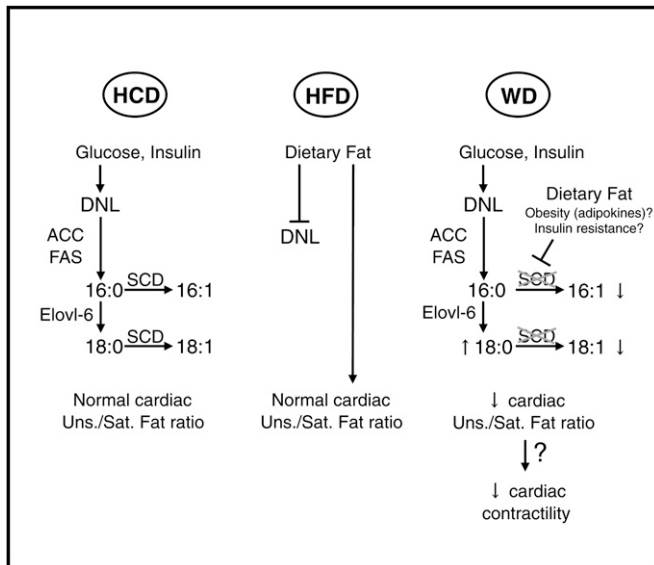 HCD
Glucose, Insulin
DNL
ACC
FAS
16:0 SCD 16:1
Elovl-6
18:0 SCD 18:1
Normal cardiac
Uns./Sat. Fat ratio
HFD
Dietary Fat
DNL
Normal cardiac
Uns./Sat. Fat ratio
WD
Glucose, Insulin
DNL
Dietary Fat
Obesity (adipokines)?
Insulin resistance?
ACC
FAS
16:0 SCD 16:1 ↓
Elovl-6
↑ 18:0 SCD 18:1 ↓
↓ cardiac
Uns./Sat. Fat ratio
?
↓ cardiac
contractility